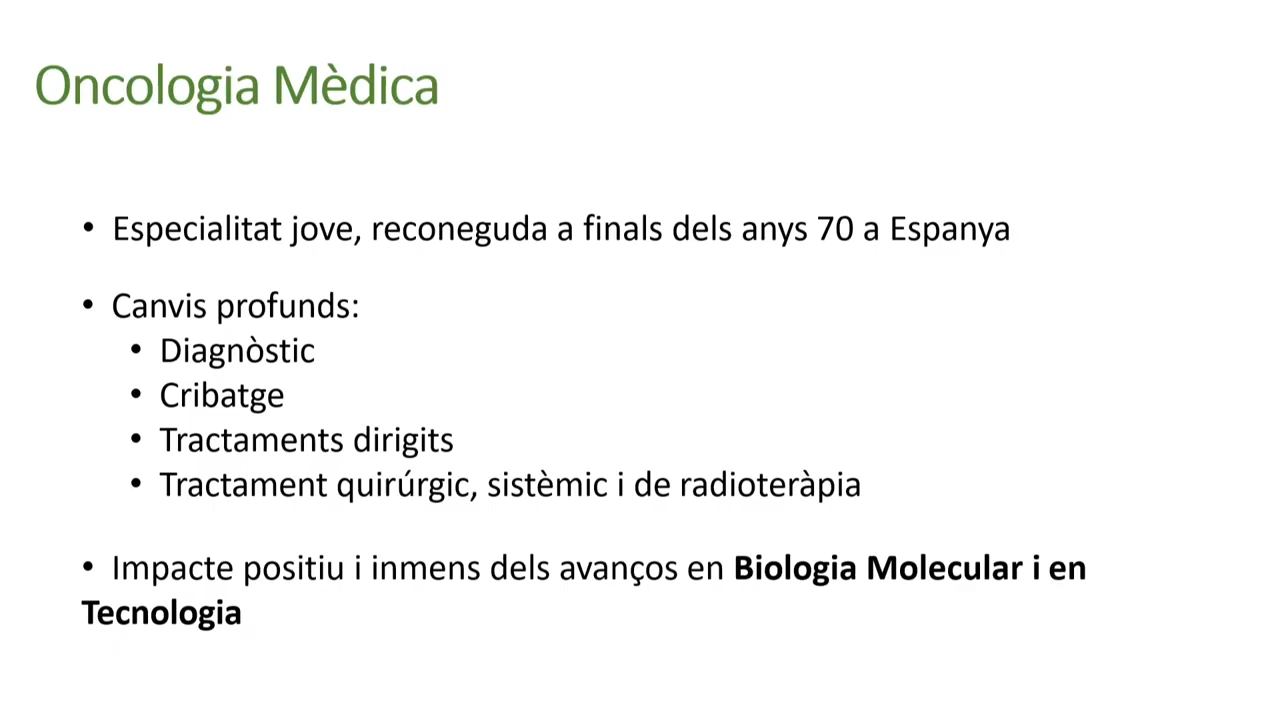 Oncologia Mèdica
• Especialitat jove, reconeguda a finals dels anys 70 a Espanya
• Canvis profunds:
• Diagnòstic
• Cribatge
• Tractaments dirigits
• Tractament quirúrgic, sistèmic i de radioteràpia
• Impacte positiu i inmens dels avanços en Biologia Molecular i en
Tecnologia